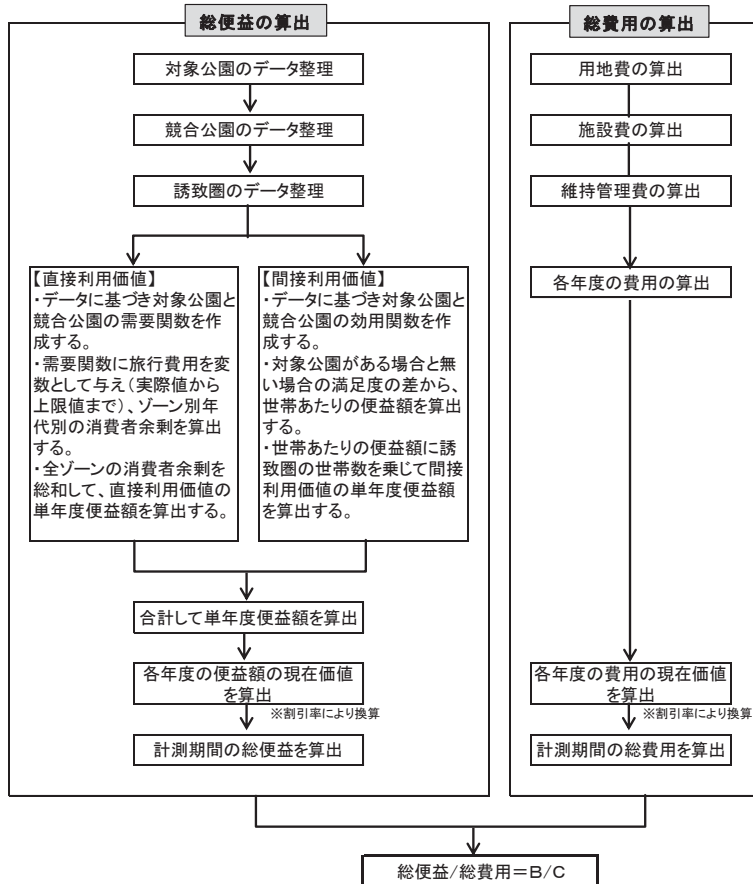 総便益の算出
対象公園のデータ整理
競合公園のデータ整理
誘致圏のデータ整理
【直接利用価値】
・データに基づき対象公園と
競合公園の需要関数を作
成する。
・需要関数に旅行費用を変
数として与え(実際値から
上限値まで)、ゾーン別年
代別の消費者余剰を算出
する。
・全ゾーンの消費者余剰を
総和して、直接利用価値の
単年度便益額を算出する。
【間接利用価値】
・データに基づき対象公園と
競合公園の効用関数を作
成する。
・対象公園がある場合と無
い場合の満足度の差から、
世帯あたりの便益額を算出
する。
・世帯あたりの便益額に誘
致圏の世帯数を乗じて間接
利用価値の単年度便益額
を算出する。
合計して単年度便益額を算出
各年度の便益額の現在価値
を算出
※割引率により換算
計測期間の総便益を算出
総費用の算出
用地費の算出
施設費の算出
維持管理費の算出
各年度の費用の算出
各年度の費用の現在価値
を算出
※割引率により換算
計測期間の総費用を算出
総便益/総費用=B/C